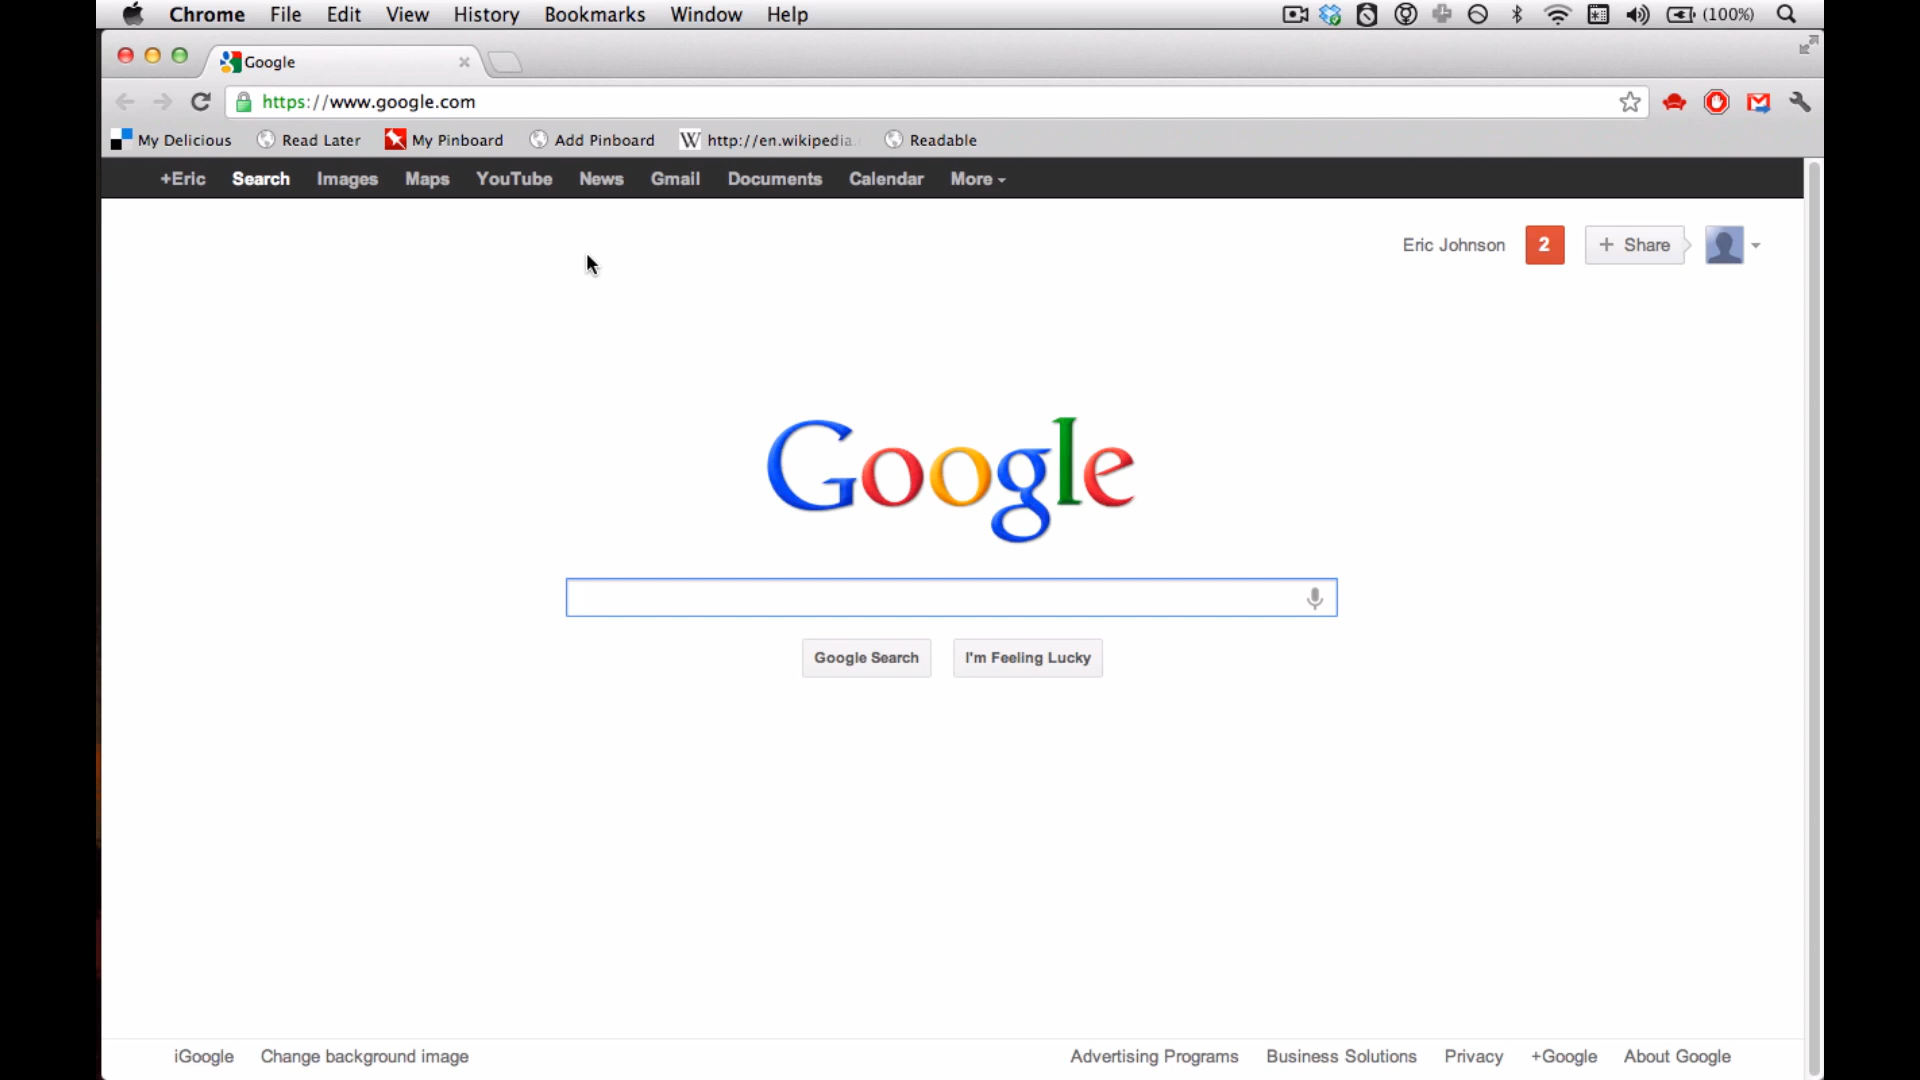 Chrome File Edit View History Bookmarks Window Help (100%)
Google
https://www.google.com
My Delicious Read Later My Pinboard Add Pinboard W http://en.wikipedia. Readable
+Eric Search Images Maps YouTube News Gmail Documents Calendar More
Eric Johnson 2 + Share
Google
Google Search I'm Feeling Lucky
iGoogle Change background image Advertising Programs Business Solutions Privacy +Google About Google